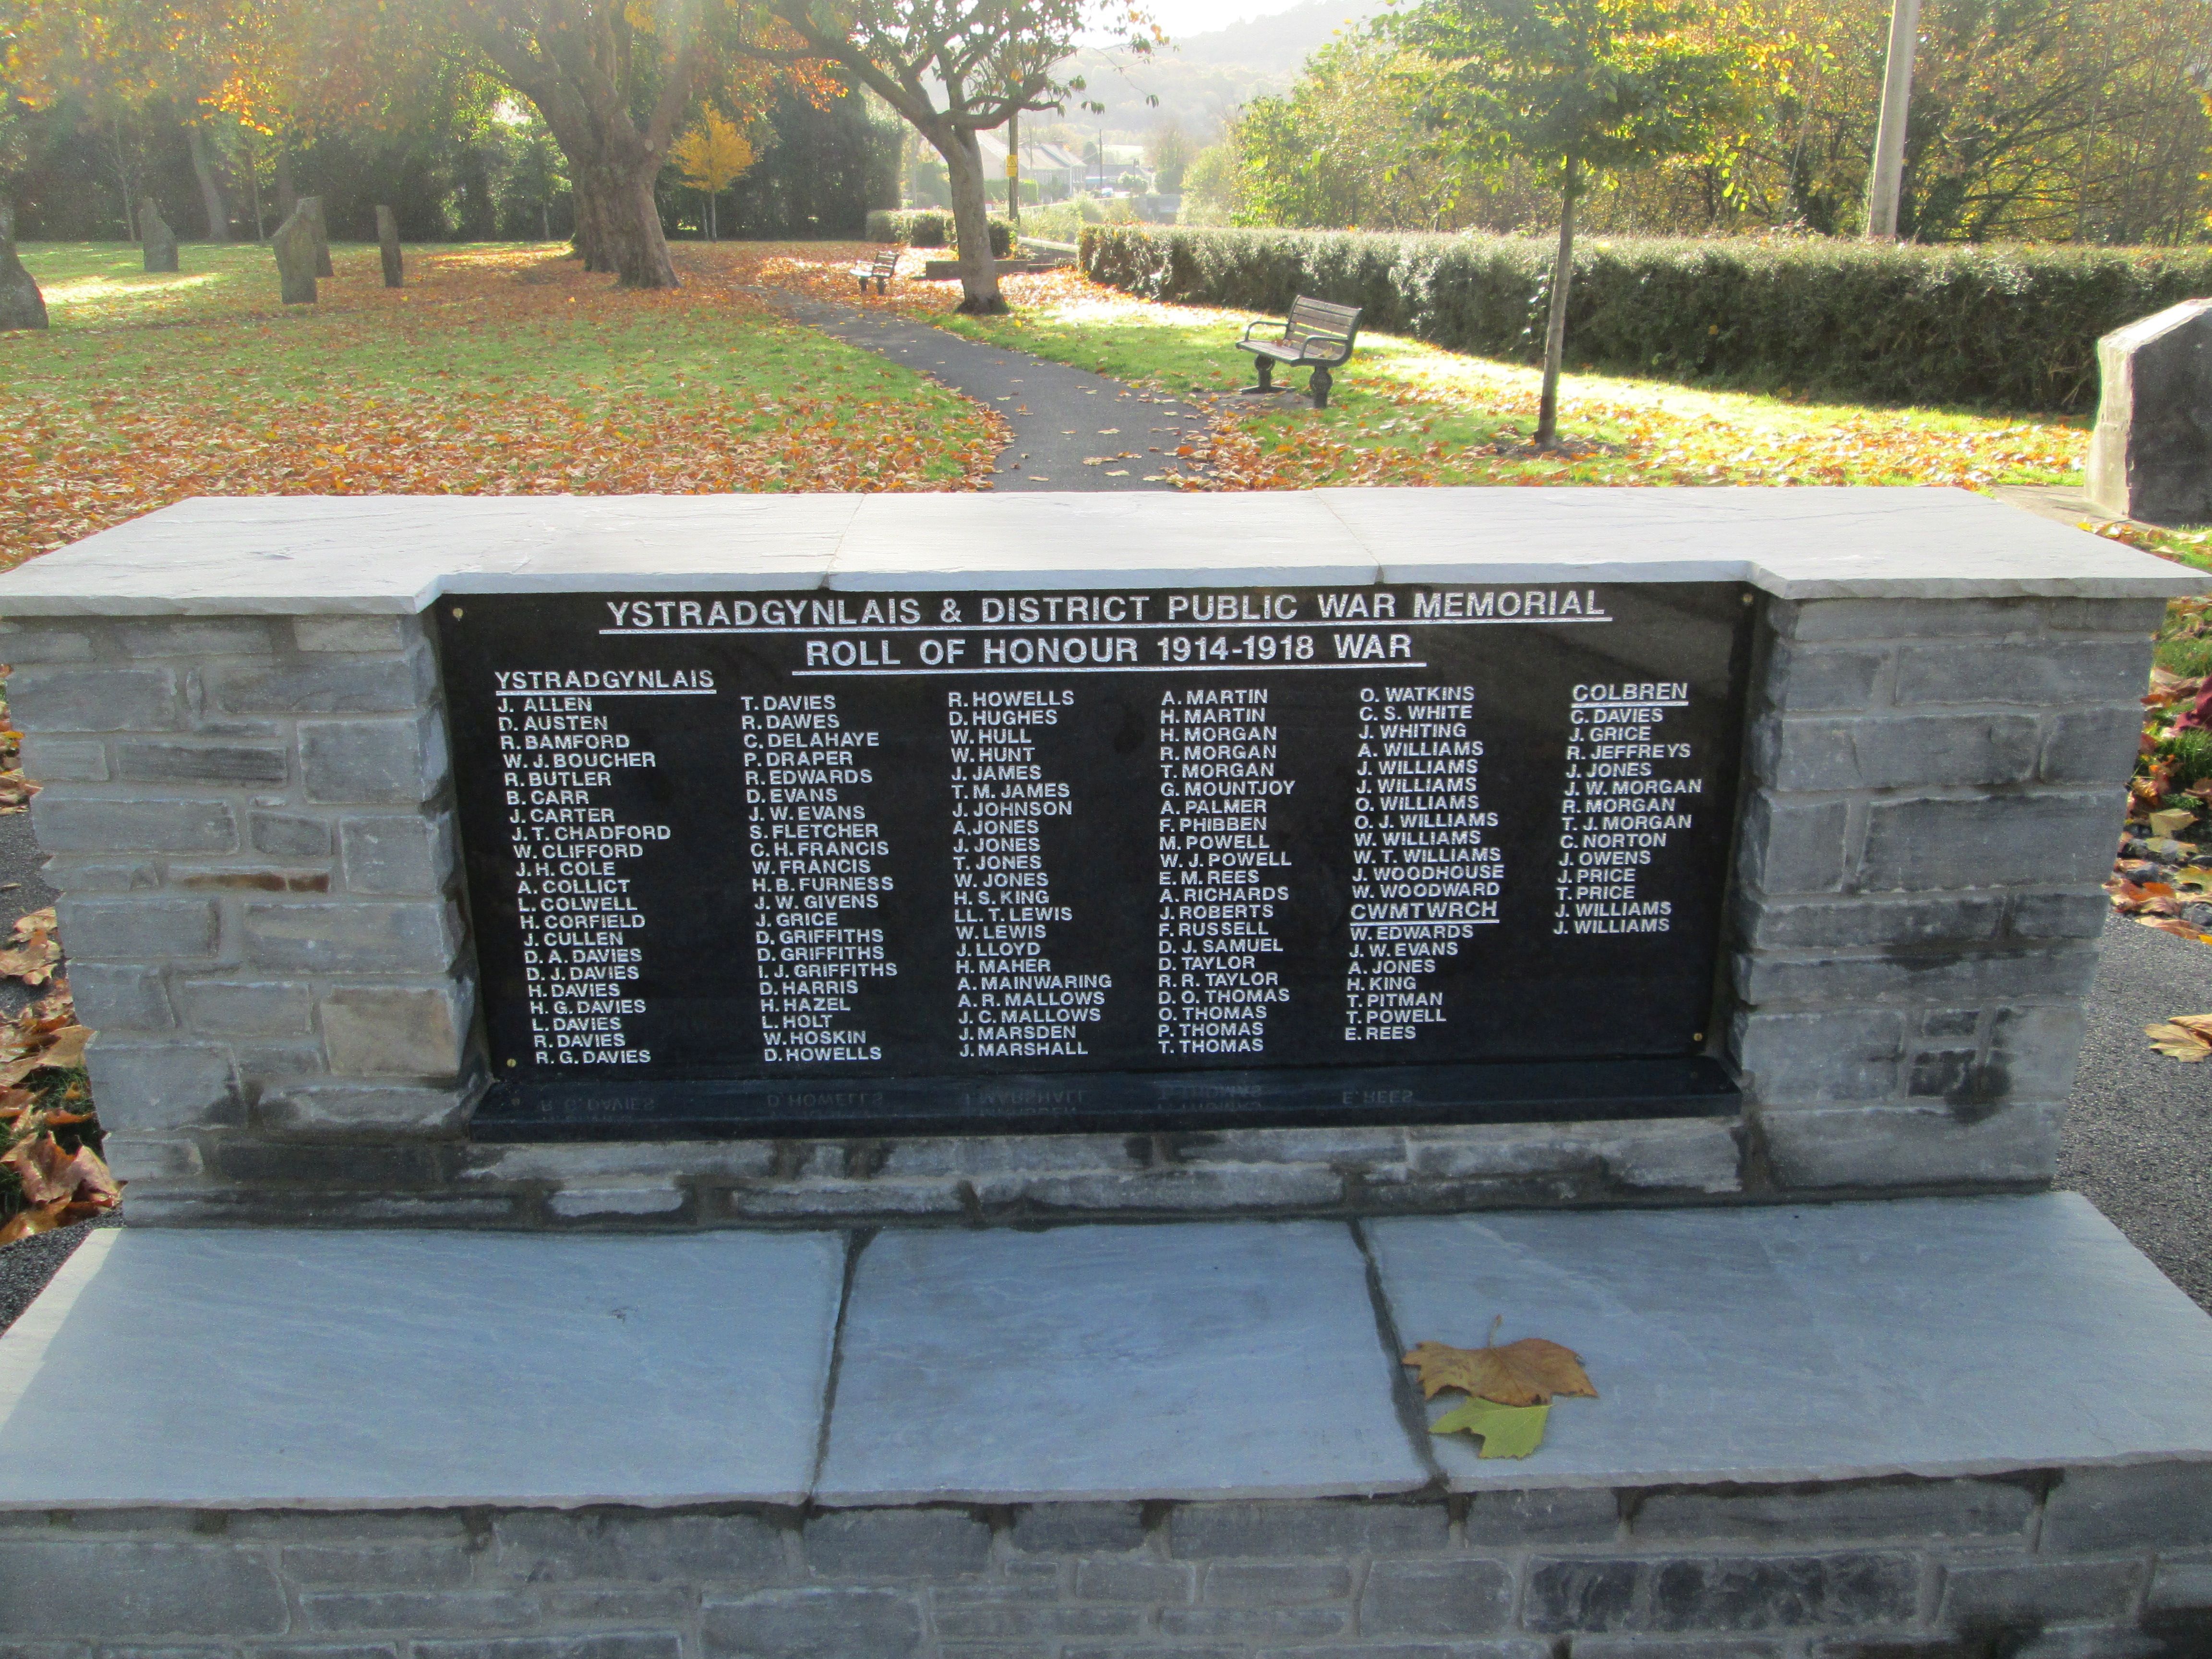 YSTRADGYNLAIS & DISTRICT PUBLIC WAR MEMORIAL
ROLL OF HONOUR 1914-1918 WAR
YSTRADGYNLAIS
J. ALLEN
D. AUSTEN
R. BAMFORD
W. J. BOUCHER
R. BUTLER
B. CARR
J. CARTER
J. T. CHADFORD
W. CLIFFORD
J. H. COLE
A. COLLICT
L. COLWELL
H. CORFIELD
J. CULLEN
D. A. DAVIES
D. J. DAVIES
H. DAVIES
H. G. DAVIES
L. DAVIES
R. DAVIES
R. G. DAVIES
T. DAVIES
R. DAWES
C. DELAHAYE
P. DRAPER
R. EDWARDS
D. EVANS
J. W. EVANS
S. FLETCHER
C. H. FRANCIS
W. FRANCIS
H. B. FURNESS
J. W. GIVENS
J. GRICE
D. GRIFFITHS
D. GRIFFITHS
I. J. GRIFFITHS
D. HARRIS
H. HAZEL
L. HOLT
W. HOSKIN
D. HOWELLS
R. HOWELLS
D. HUGHES
W. HULL
W. HUNT
J. JAMES
T. M. JAMES
J. JOHNSON
A. JONES
J. JONES
T. JONES
W. JONES
H. S. KING
LL. T. LEWIS
W. LEWIS
J. LLOYD
H. MAHER
A. MAINWARING
A. R. MALLOWS
J. C. MALLOWS
J. MARSDEN
J. MARSHALL
A. MARTIN
H. MARTIN
H. MORGAN
R. MORGAN
T. MORGAN
G. MOUNTJOY
A. PALMER
F. PHIBBEN
M. POWELL
W. J. POWELL
E. M. REES
A. RICHARDS
J. ROBERTS
F. RUSSELL
D. J. SAMUEL
D. TAYLOR
R. R. TAYLOR
D. O. THOMAS
O. THOMAS
P. THOMAS
T. THOMAS
O. WATKINS
C. S. WHITE
J. WHITING
A. WILLIAMS
J. WILLIAMS
J. WILLIAMS
O. WILLIAMS
O. J. WILLIAMS
W. WILLIAMS
W. T. WILLIAMS
J. WOODHOUSE
W. WOODWARD
CWMTWRCH
W. EDWARDS
J. W. EVANS
A. JONES
H. KING
T. PITMAN
T. POWELL
E. REES
COLBREN
C. DAVIES
J. GRICE
R. JEFFREYS
J. JONES
J. W. MORGAN
R. MORGAN
T. J. MORGAN
C. NORTON
J. OWENS
J. PRICE
T. PRICE
J. WILLIAMS
J. WILLIAMS